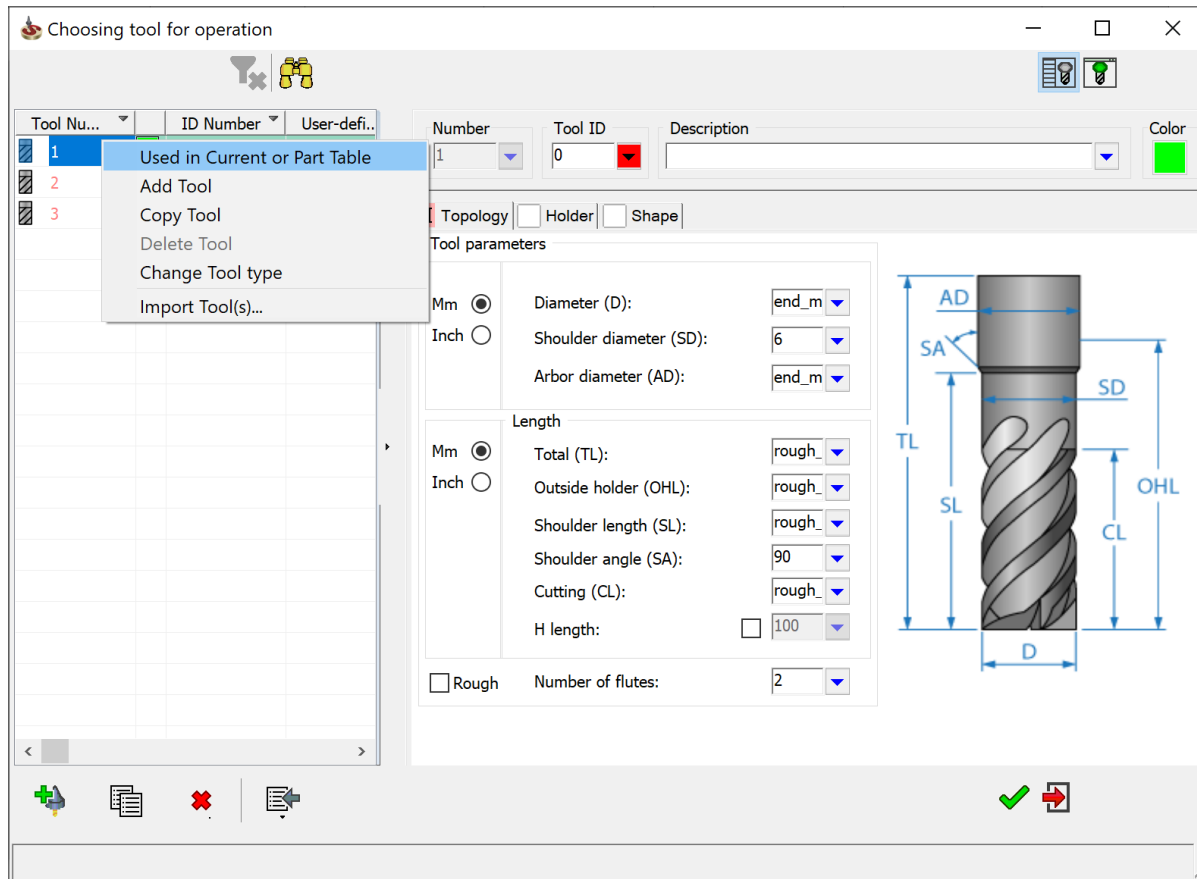 Choosing tool for operation
Tool Nu... ID Number User-defi..
1
2
3
Used in Current or Part Table
Add Tool
Copy Tool
Delete Tool
Change Tool type
Import Tool(s)...
Number Tool ID Description Color
1 0
Topology Holder Shape
Tool parameters
Mm Diameter (D): end_m
Inch Shoulder diameter (SD): 6
Arbor diameter (AD): end_m
Length
Mm Total (TL): rough_
Inch Outside holder (OHL): rough_
Shoulder length (SL): rough_
Shoulder angle (SA): 90
Cutting (CL): rough_
H length: 100
Rough Number of flutes: 2
AD
SA
SD
TL
OHL
SL
CL
D